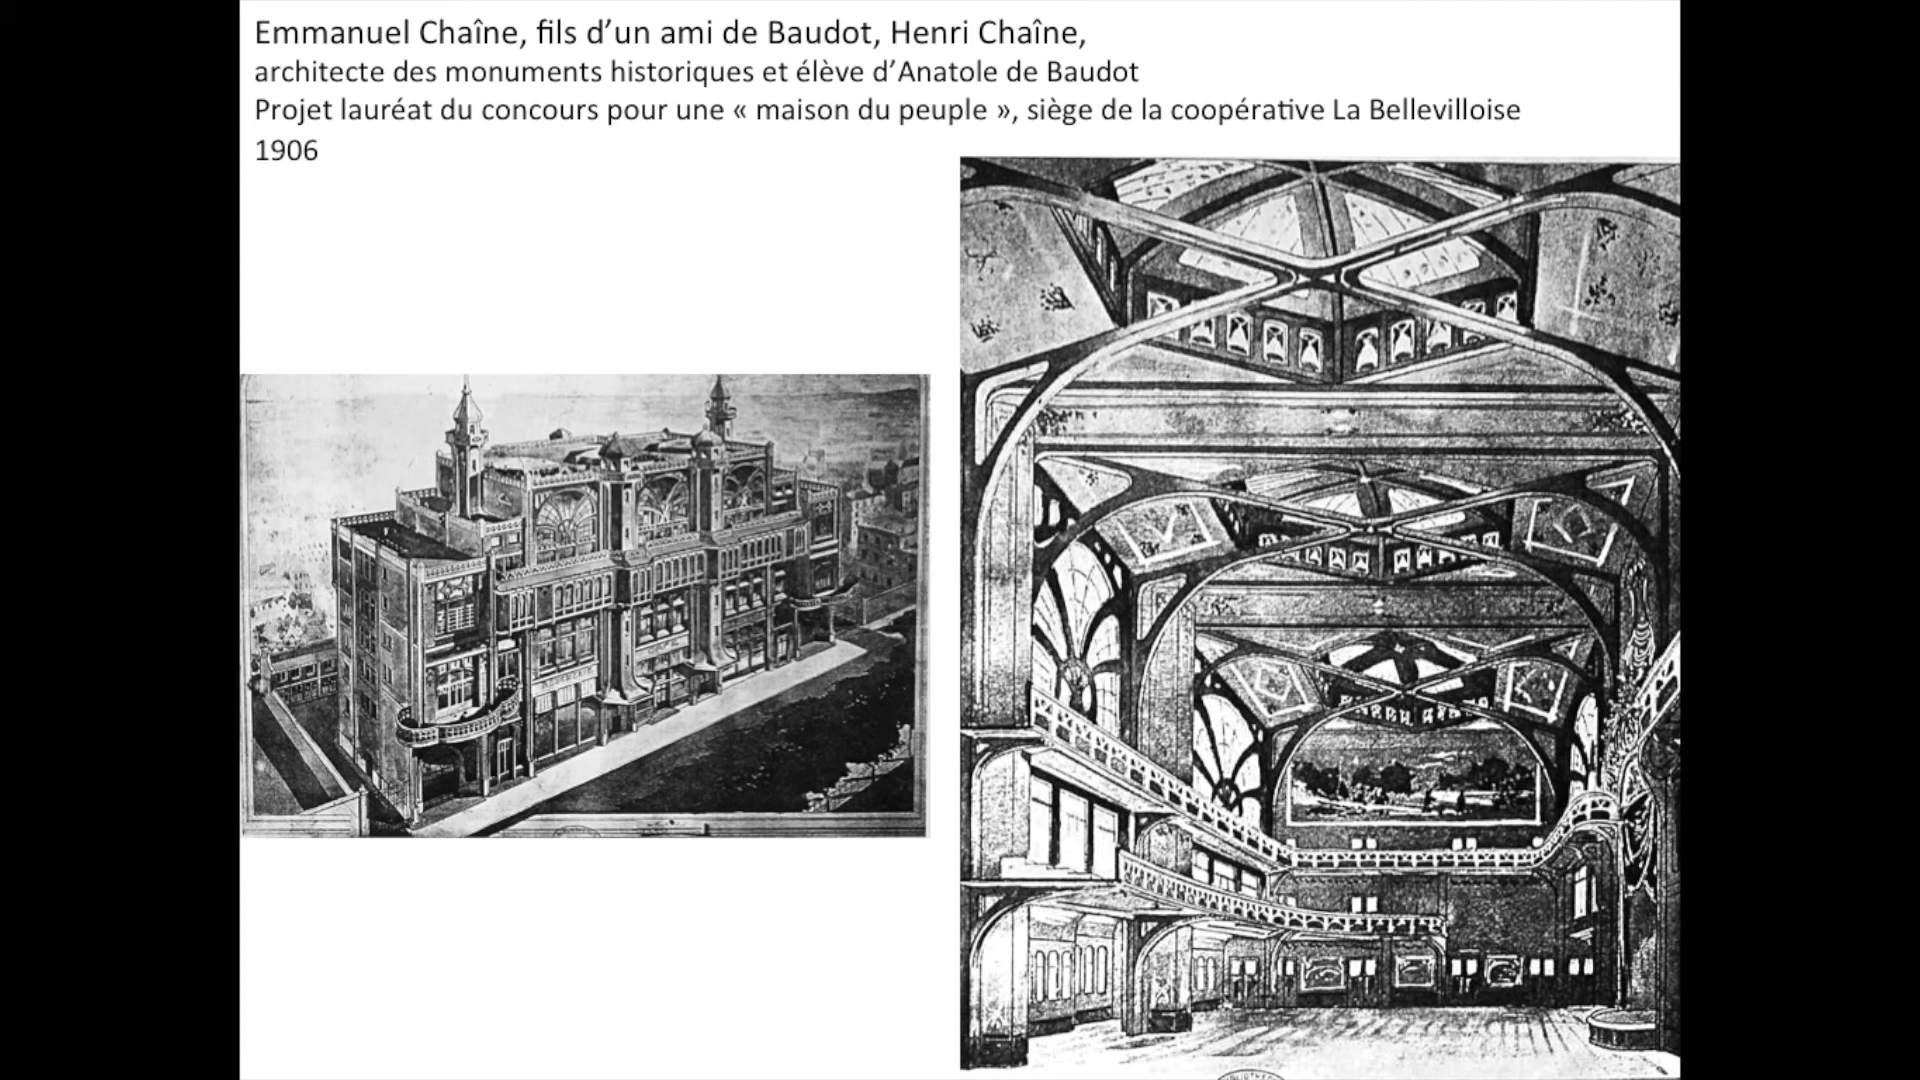 Emmanuel Chaîne, fils d’un ami de Baudot, Henri Chaîne,
architecte des monuments historiques et élève d’Anatole de Baudot
Projet lauréat du concours pour une « maison du peuple », siège de la coopérative La Bellevilloise
1906